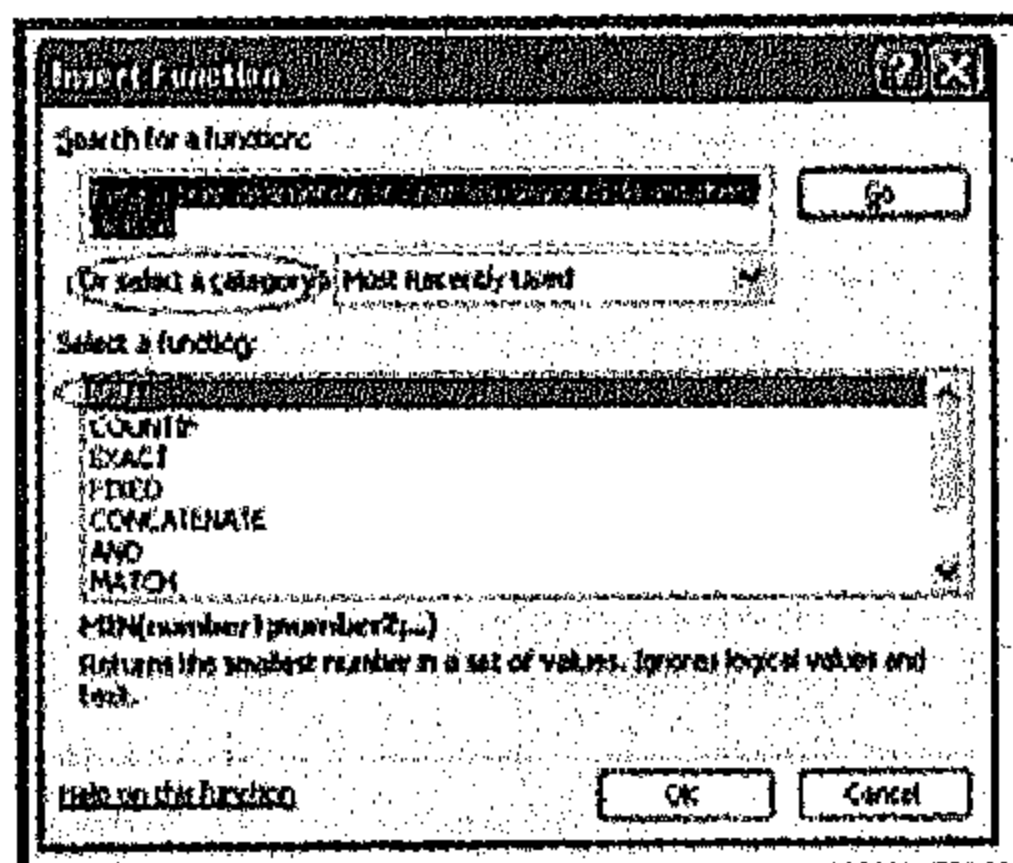 Insert Function
Search for a function:
Go
Or select a category: Most Recently Used
Select a function:
COUNTIF
EXACT
FIXED
CONCATENATE
AND
MATCH
MIN(number1;number2;...)
Returns the smallest number in a set of values. Ignores logical values and
text.
Help on this function
OK
Cancel